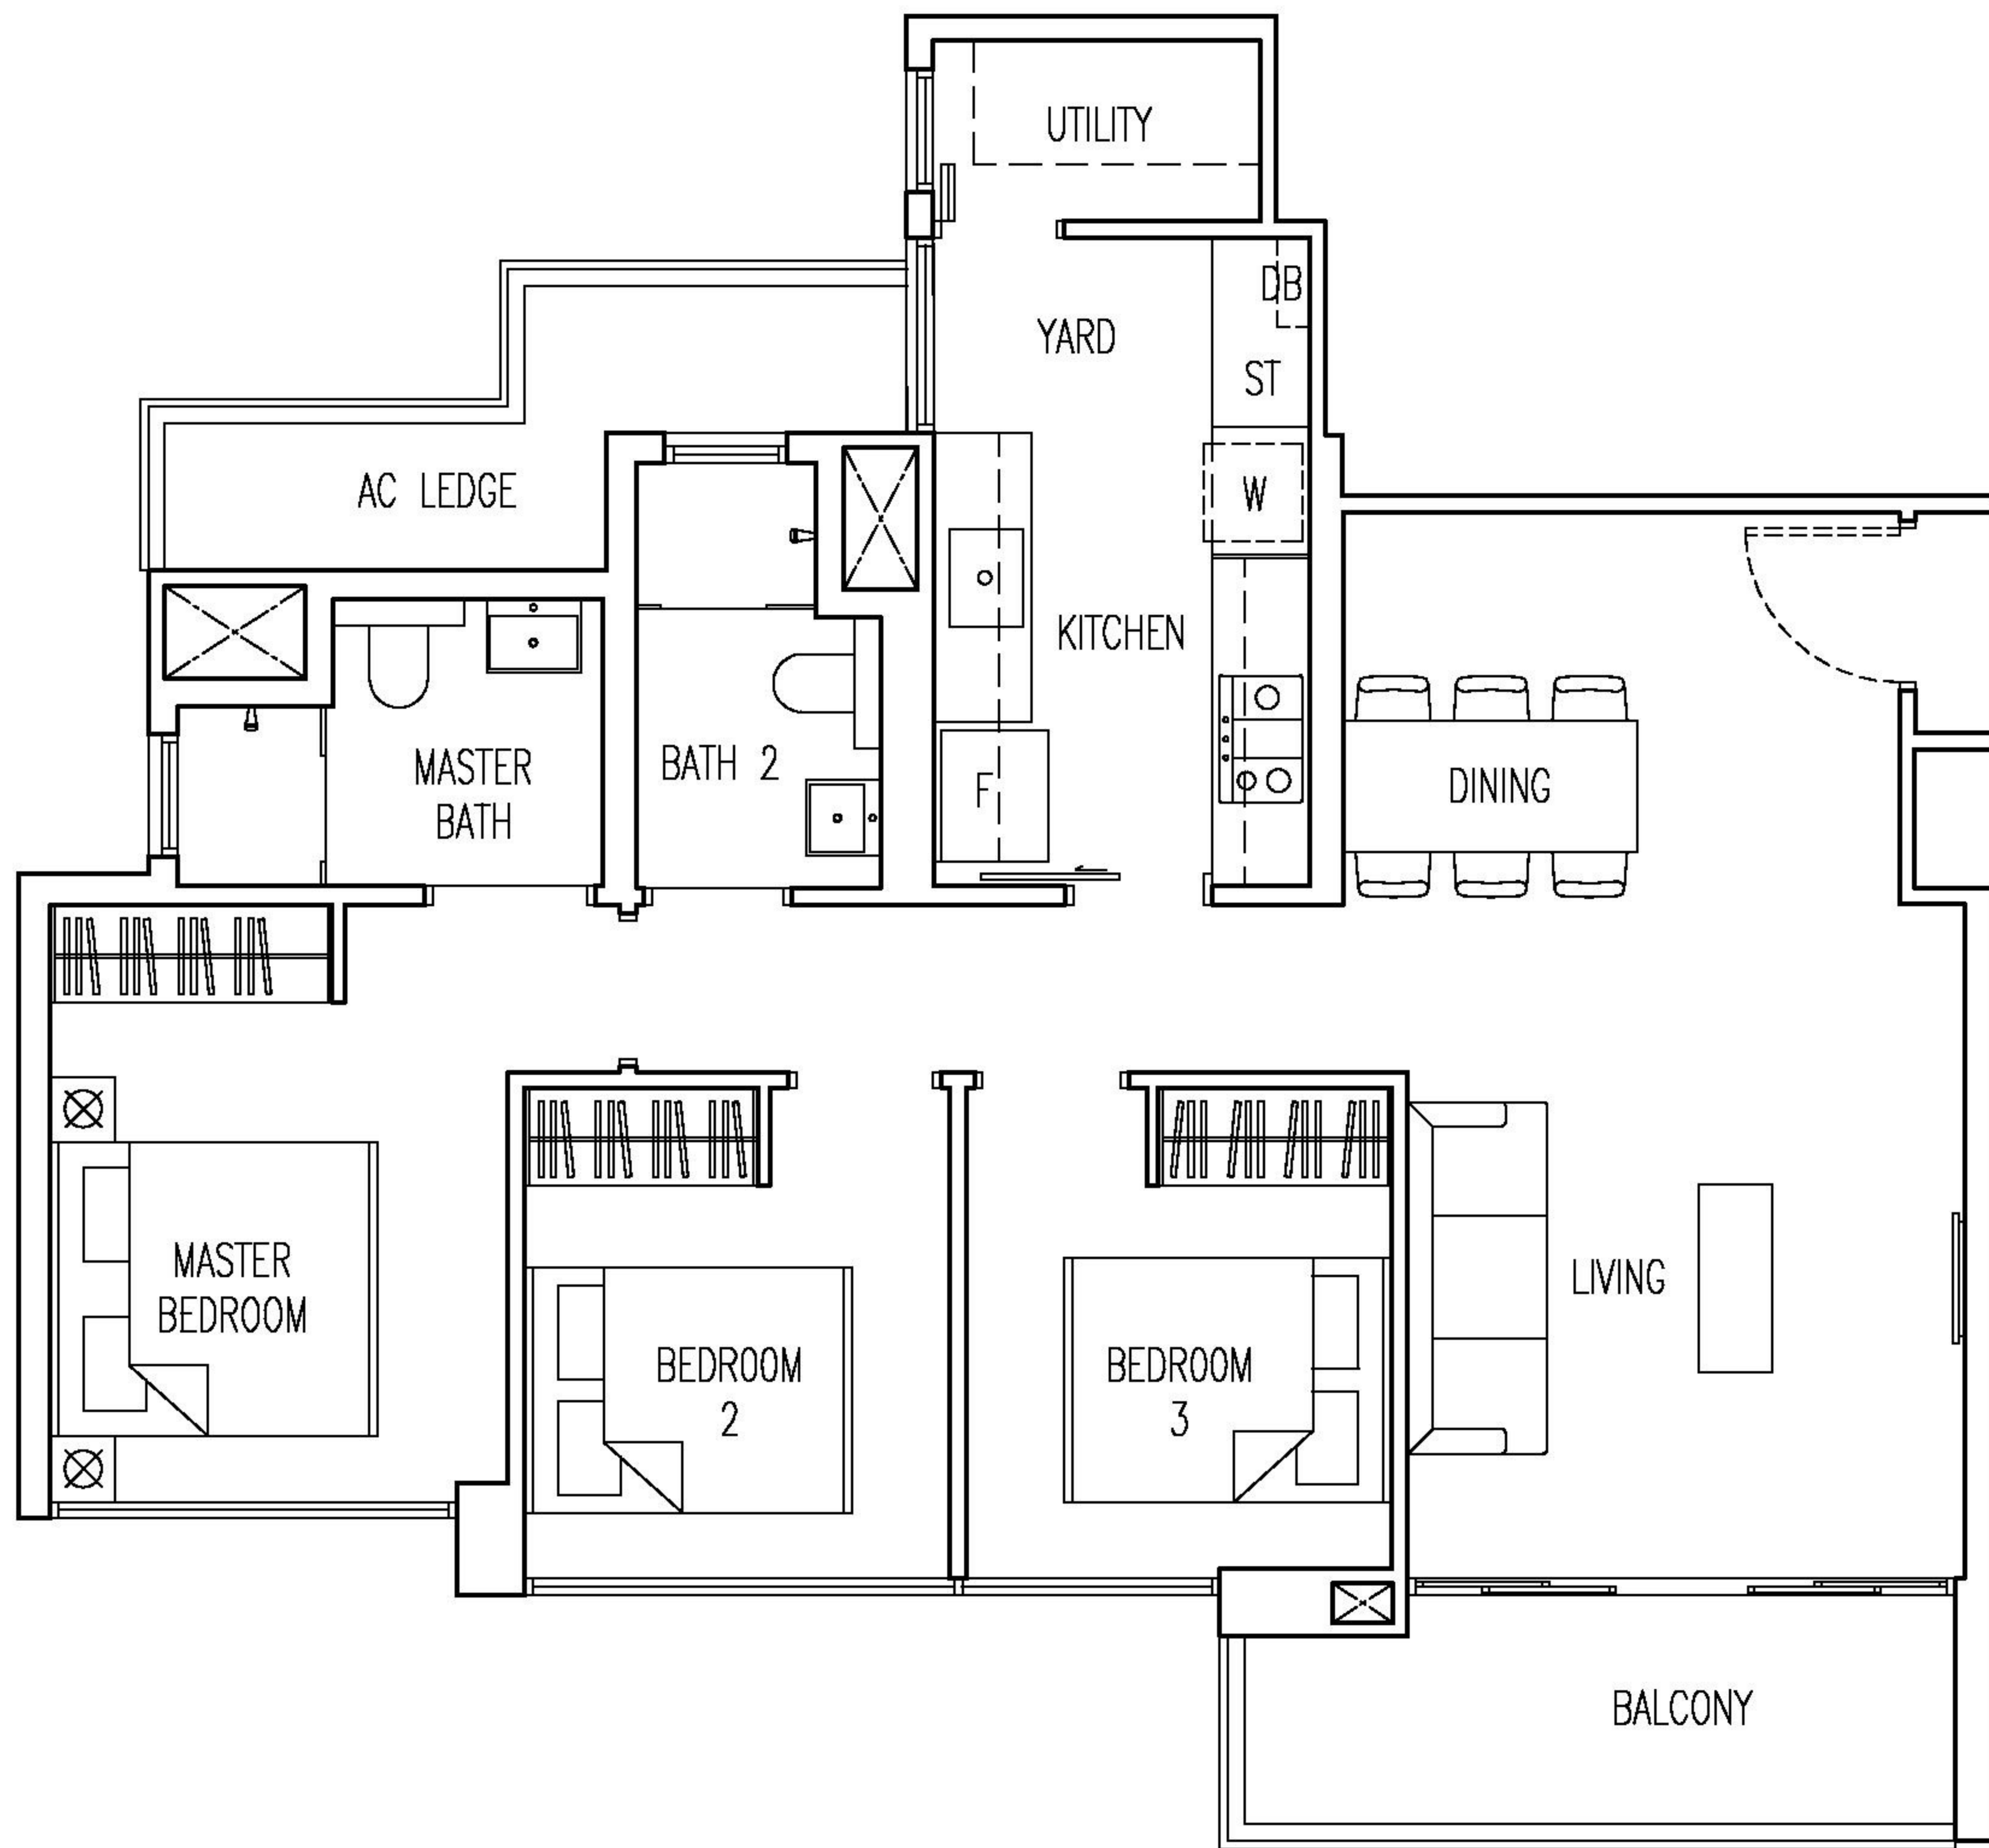 UTILITY
DB
YARD
ST
AC LEDGE
W
KITCHEN
MASTER
BATH
BATH 2
F
DINING
MASTER
BEDROOM
BEDROOM
2
BEDROOM
3
LIVING
BALCONY